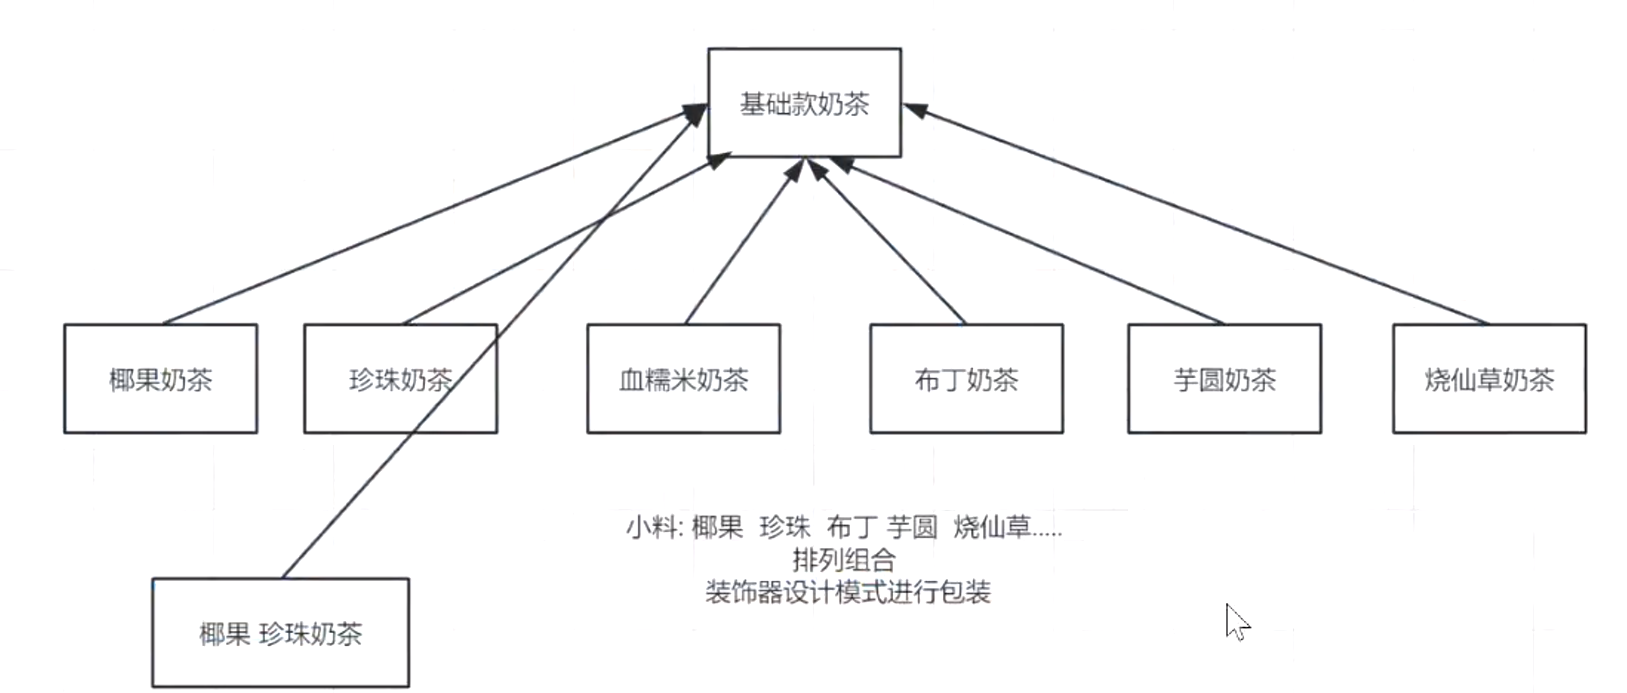 基础款奶茶
椰果奶茶
珍珠奶茶
血糯米奶茶
布丁奶茶
芋圆奶茶
烧仙草奶茶
小料: 椰果 珍珠 布丁 芋圆 烧仙草.....
排列组合
装饰器设计模式进行包装
椰果 珍珠奶茶